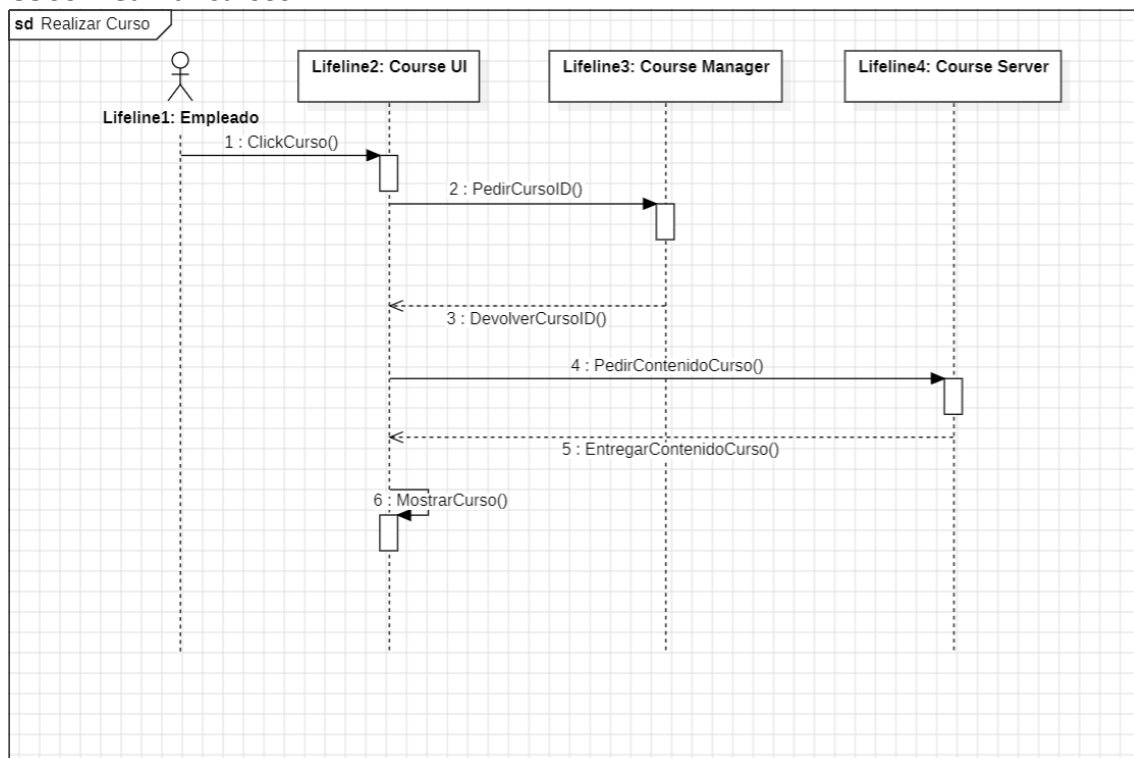 sd Realizar Curso
Lifeline2: Course UI
Lifeline3: Course Manager
Lifeline4: Course Server
Lifeline1: Empleado
1 : ClickCurso()
2 : PedirCursoID()
3 : DevolverCursoID()
4 : PedirContenidoCurso()
5 : EntregarContenidoCurso()
6 : MostrarCurso()